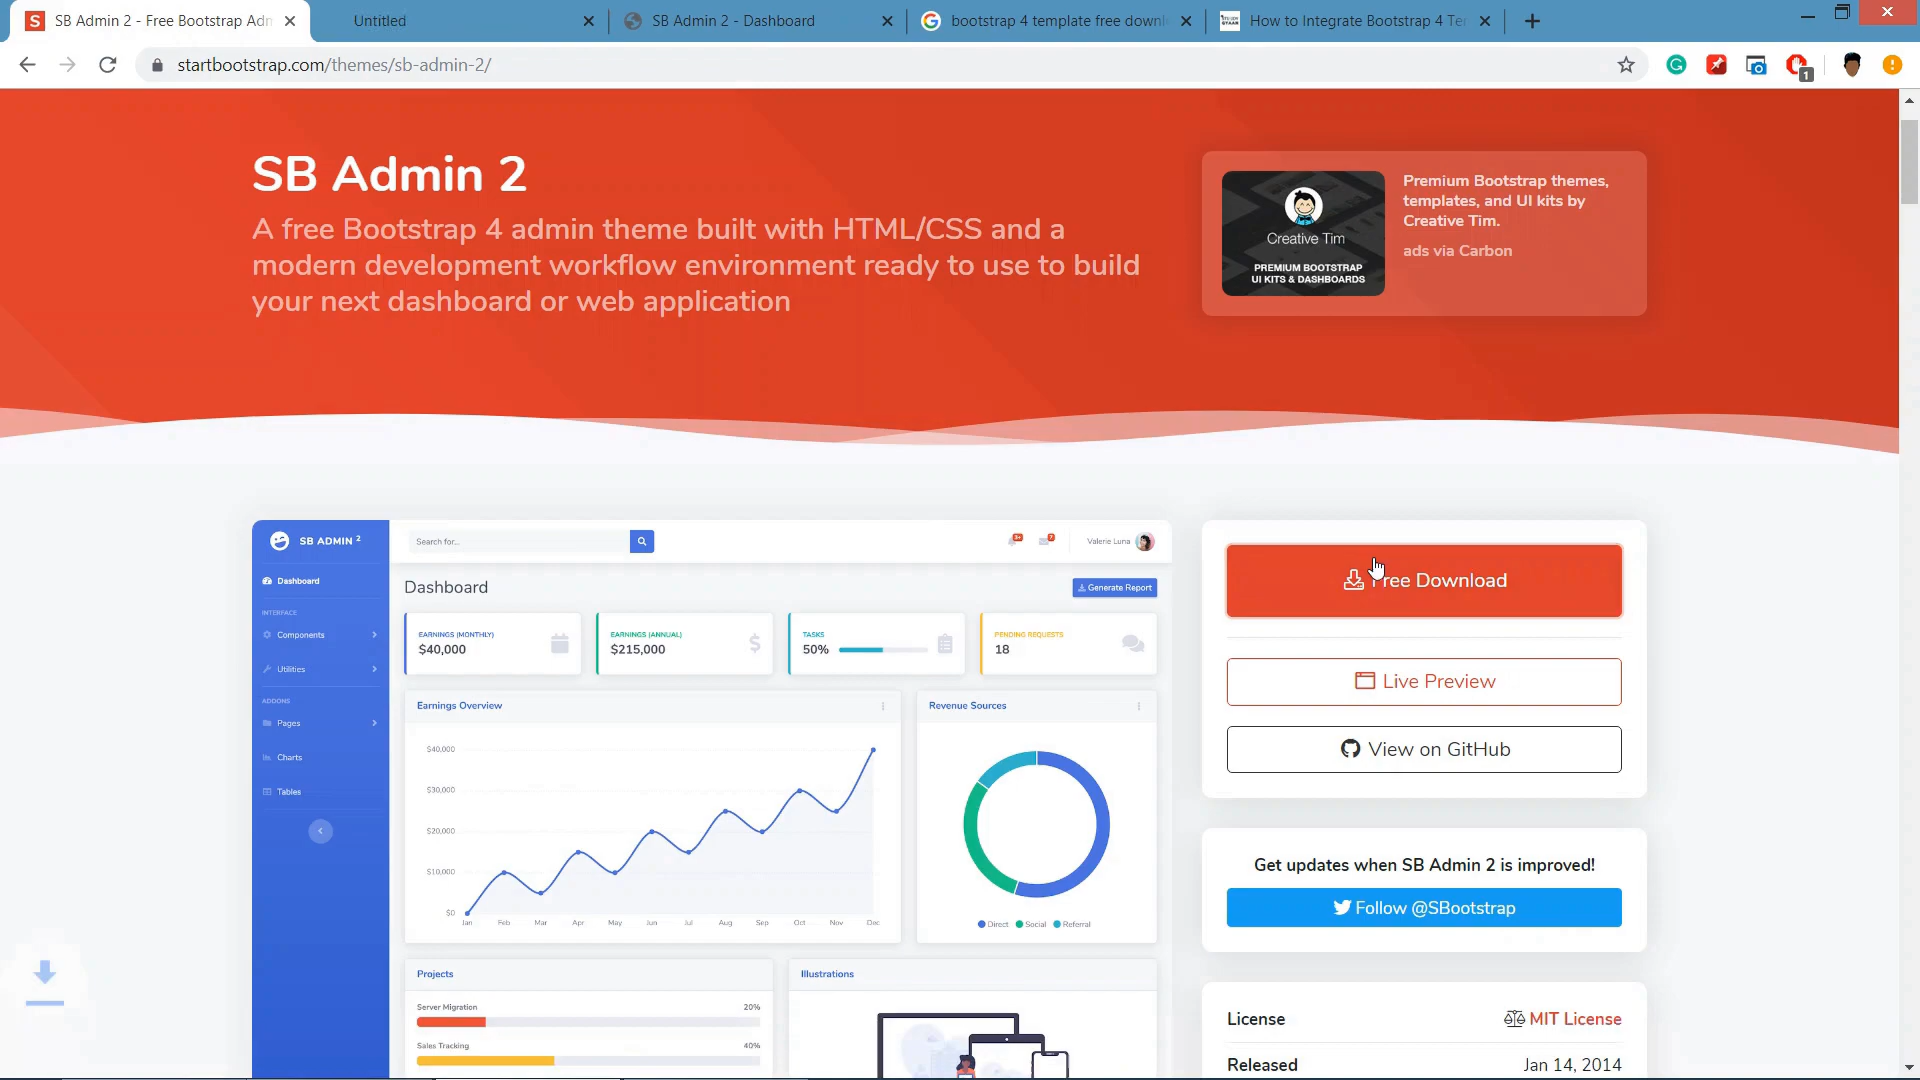 SB Admin 2 - Free Bootstrap Adm
Untitled
SB Admin 2 - Dashboard
bootstrap 4 template free downl
How to Integrate Bootstrap 4 Te
startbootstrap.com/themes/sb-admin-2/
1
SB Admin 2
A free Bootstrap 4 admin theme built with HTML/CSS and a
modern development workflow environment ready to use to build
your next dashboard or web application
Creative Tim
PREMIUM BOOTSTRAP
UI KITS & DASHBOARDS
Premium Bootstrap themes,
templates, and UI kits by
Creative Tim.
ads via Carbon
SB ADMIN 2
Search for...
3+
7
Valerie Luna
Dashboard
INTERFACE
Components
Utilities
ADDONS
Pages
Charts
Tables
Dashboard
Generate Report
EARNINGS (MONTHLY)
$40,000
EARNINGS (ANNUAL)
$215,000
TASKS
50%
PENDING REQUESTS
18
Earnings Overview
$40,000
$30,000
$20,000
$10,000
$0
Jan Feb Mar Apr May Jun Jul Aug Sep Oct Nov Dec
Revenue Sources
Direct Social Referral
Projects
Server Migration 20%
Sales Tracking 40%
Illustrations
Free Download
Live Preview
View on GitHub
Get updates when SB Admin 2 is improved!
Follow @SBootstrap
License MIT License
Released Jan 14, 2014